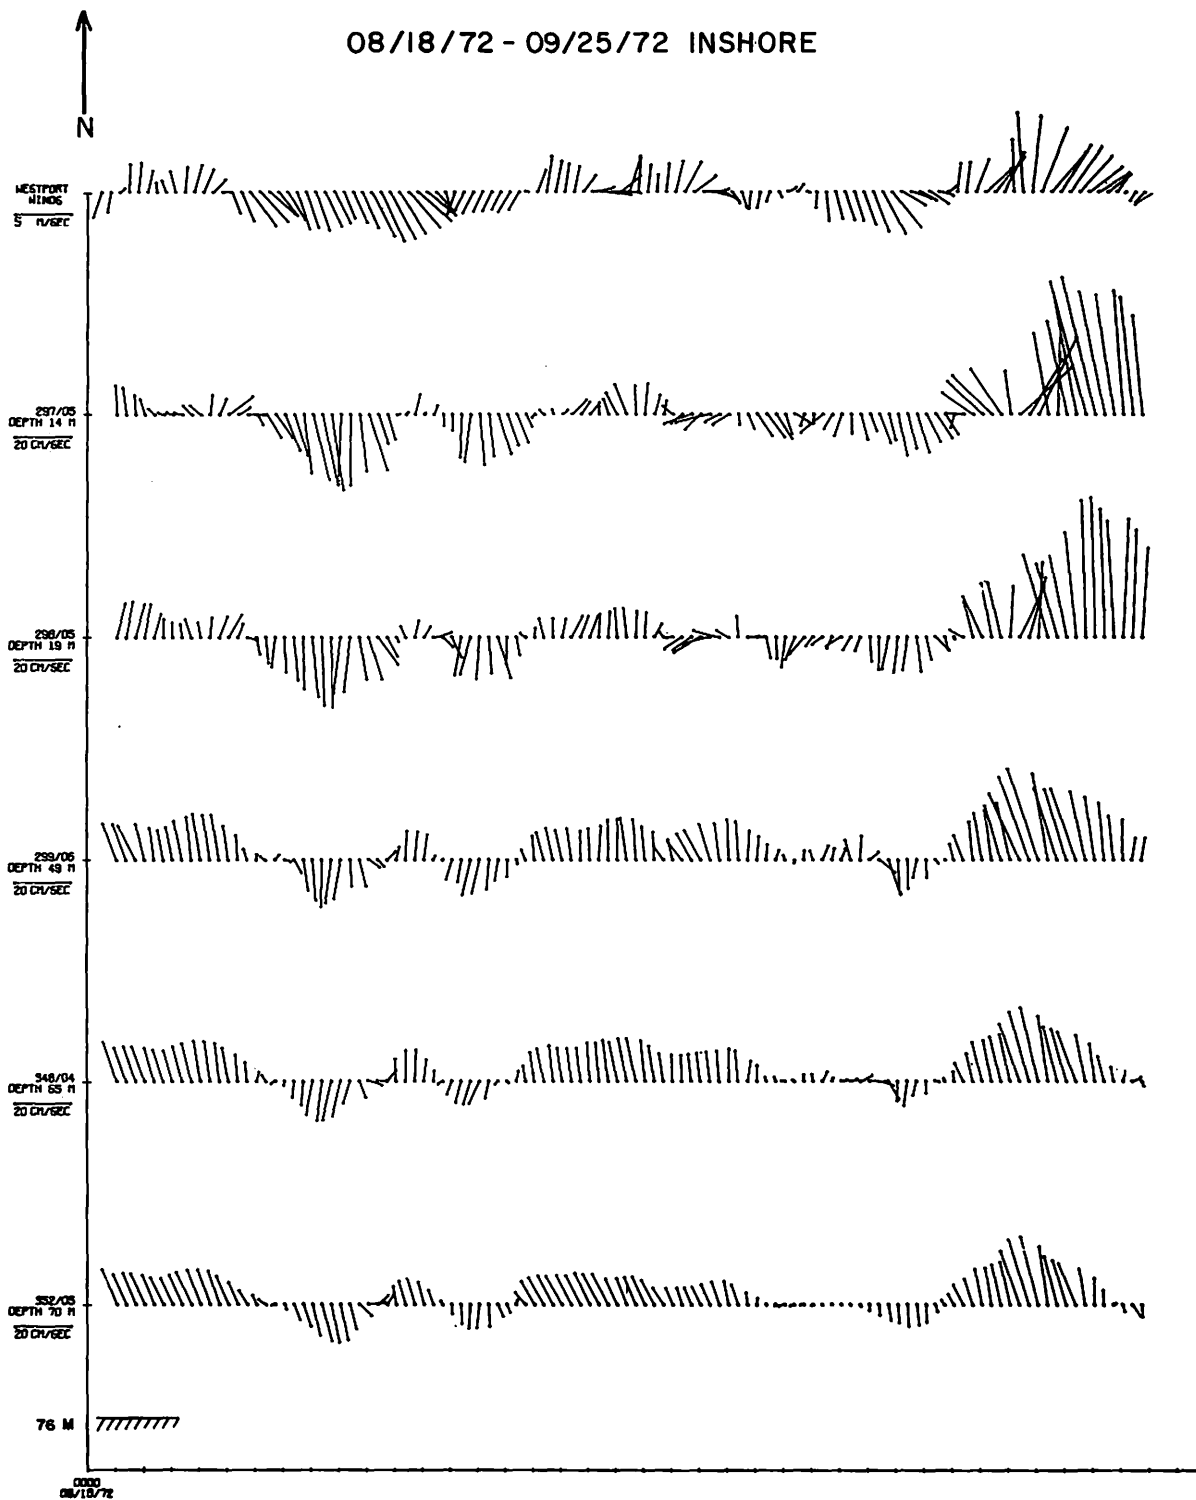 08/18/72 - 09/25/72 INSHORE
N
WESTPORT
WINDS
5 M/SEC
297/05
DEPTH 14 M
20 CM/SEC
298/05
DEPTH 19 M
20 CM/SEC
299/06
DEPTH 49 M
20 CM/SEC
348/04
DEPTH 65 M
20 CM/SEC
352/05
DEPTH 70 M
20 CM/SEC
76 M
0000
08/18/72